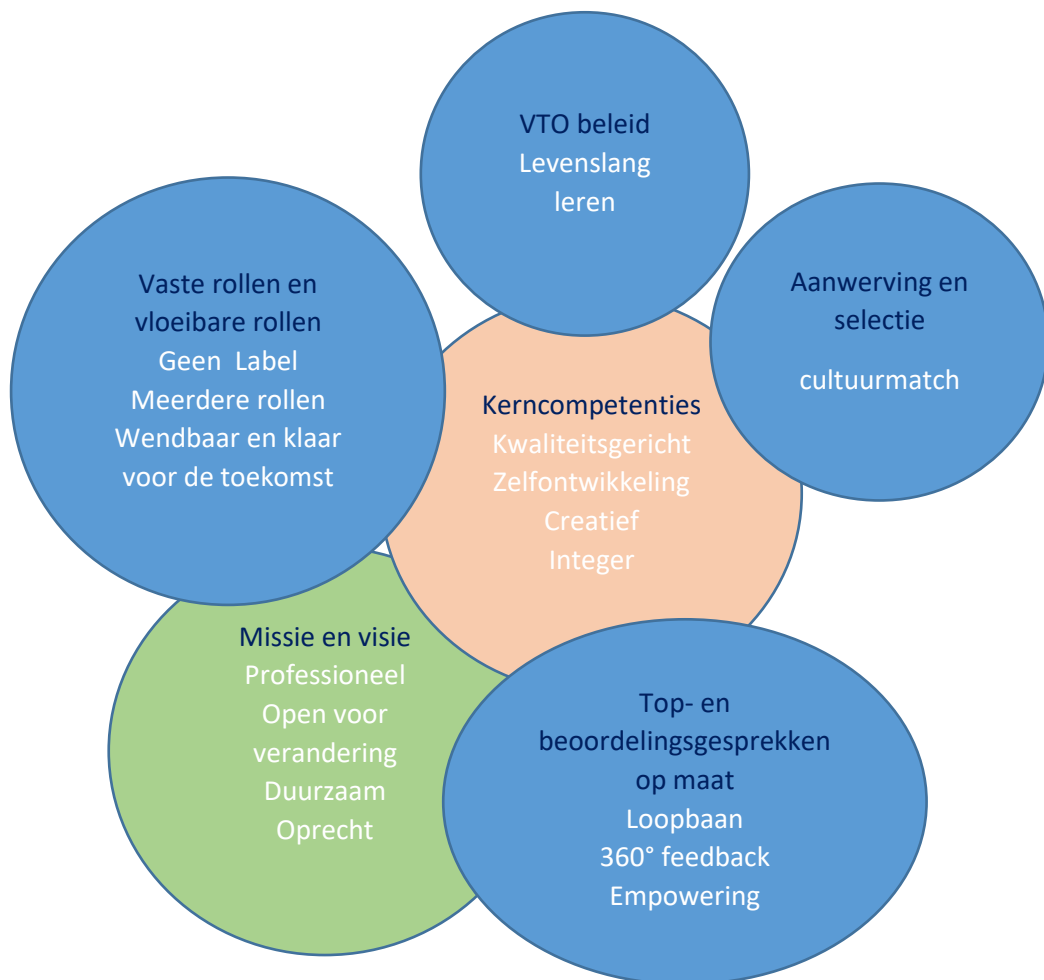 VTO beleid
Levenslang
leren
Vaste rollen en
vloeibare rollen
Geen Label
Meerdere rollen
Wendbaar en klaar
voor de toekomst
Aanwerving en
selectie
cultuurmatch
Kerncompetenties
Kwaliteitsgericht
Zelfontwikkeling
Creatief
Integer
Missie en visie
Professioneel
Open voor
verandering
Duurzaam
Oprecht
Top- en
beoordelingsgesprekken
op maat
Loopbaan
360° feedback
Empowering